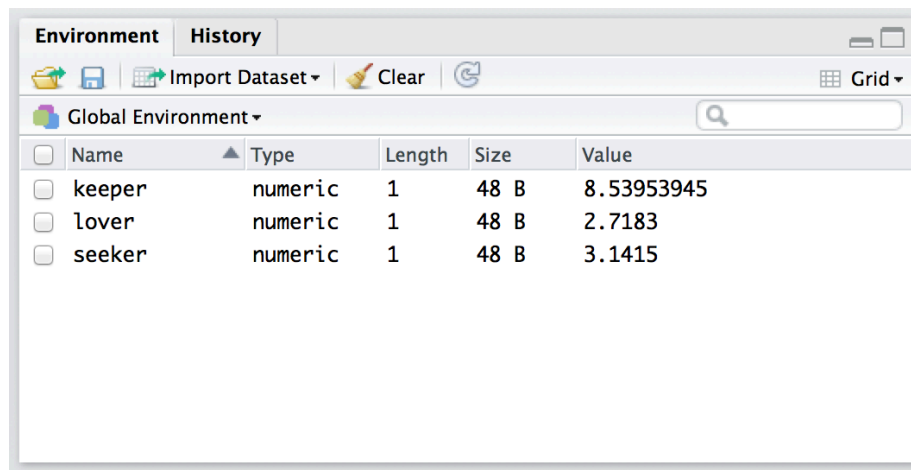 Environment History
Import Dataset Clear Grid
Global Environment
Name Type Length Size Value
keeper numeric 1 48 B 8.53953945
lover numeric 1 48 B 2.7183
seeker numeric 1 48 B 3.1415